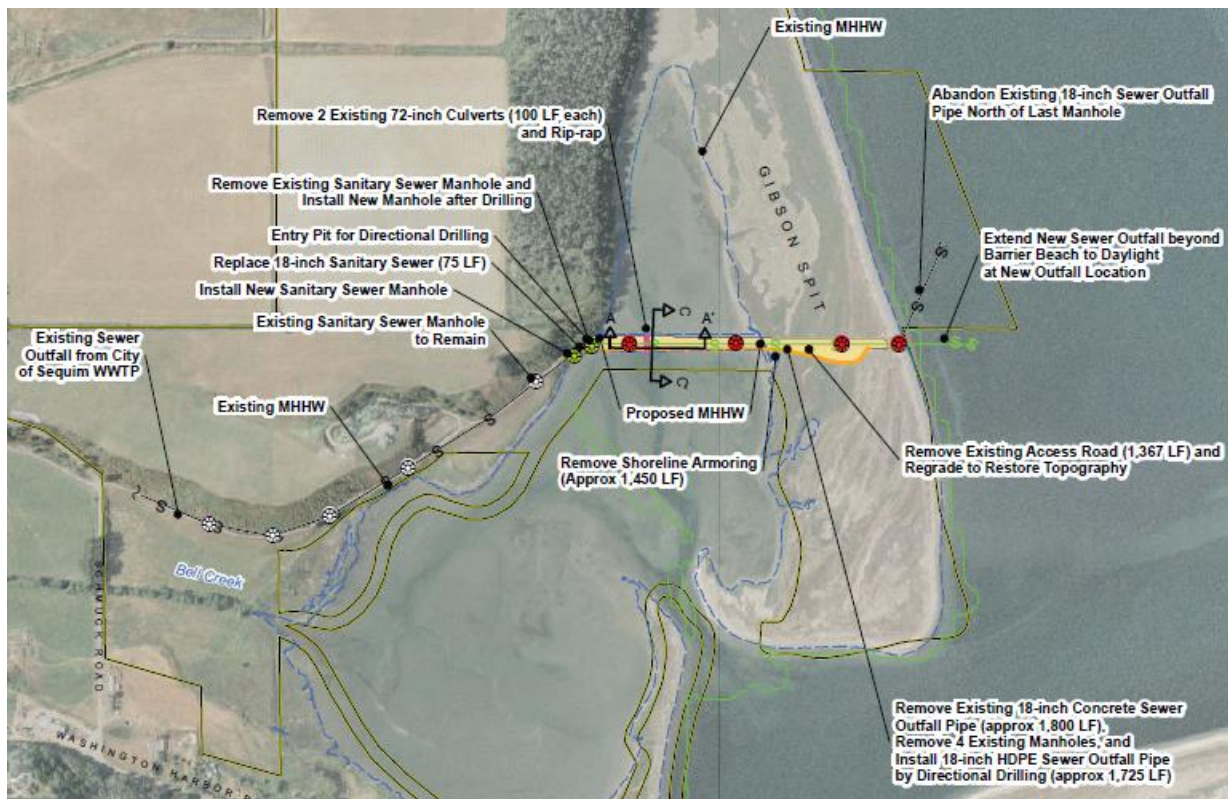 Existing MHHW
Abandon Existing 18-inch Sewer Outfall
Pipe North of Last Manhole
Remove 2 Existing 72-inch Culverts (100 LF each)
and Rip-rap
Remove Existing Sanitary Sewer Manhole and
Install New Manhole after Drilling
Entry Pit for Directional Drilling
Replace 18-inch Sanitary Sewer (75 LF)
Install New Sanitary Sewer Manhole
Existing Sanitary Sewer Manhole
to Remain
Existing Sewer
Outfall from City
of Sequim WWTP
Existing MHHW
GIBSON SPIT
Extend New Sewer Outfall beyond
Barrier Beach to Daylight
at New Outfall Location
A
A'
C
C
S
S
S
S
S
S
S
S
S
Proposed MHHW
Remove Shoreline Armoring
(Approx 1,450 LF)
Remove Existing Access Road (1,367 LF) and
Regrade to Restore Topography
Bell Creek
SCHMUCK ROAD
WASHINGTON HARBOR
Remove Existing 18-inch Concrete Sewer
Outfall Pipe (approx 1,800 LF),
Remove 4 Existing Manholes, and
Install 18-inch HDPE Sewer Outfall Pipe
by Directional Drilling (approx 1,725 LF)